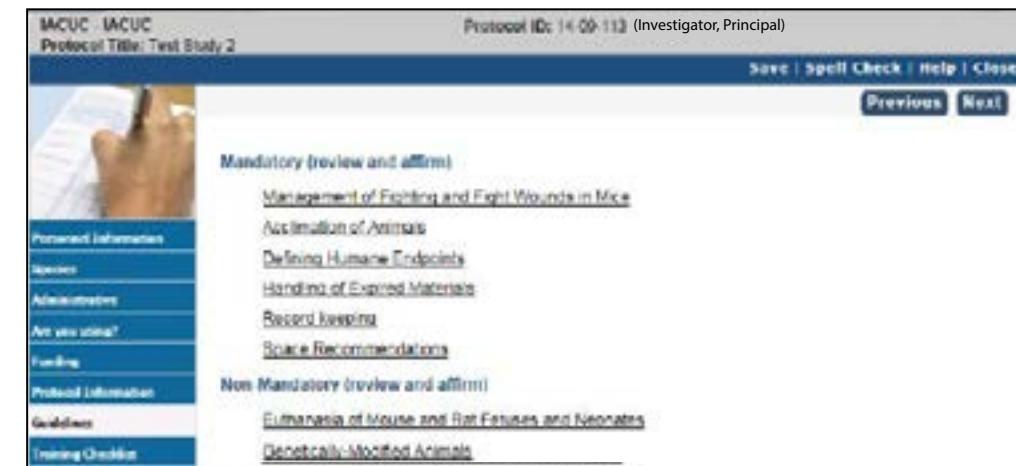 IACUC IACUC
Protocol ID: 14-09-113 (Investigator, Principal)
Protocol Title: Test Study 2
Save | Spell Check | Help | Close
Previous Next
Mandatory (review and affirm)
Management of Fighting and Fight Wounds in Mice
Acclimation of Animals
Defining Humane Endpoints
Handling of Expired Materials
Record keeping
Space Recommendations
Non Mandatory (review and affirm)
Euthanasia of Mouse and Rat Fetuses and Neonates
Genetically-Modified Animals
Personnel Information
Species
Administrative
Are you using?
Funding
Protocol Information
Guidelines
Training Checklist